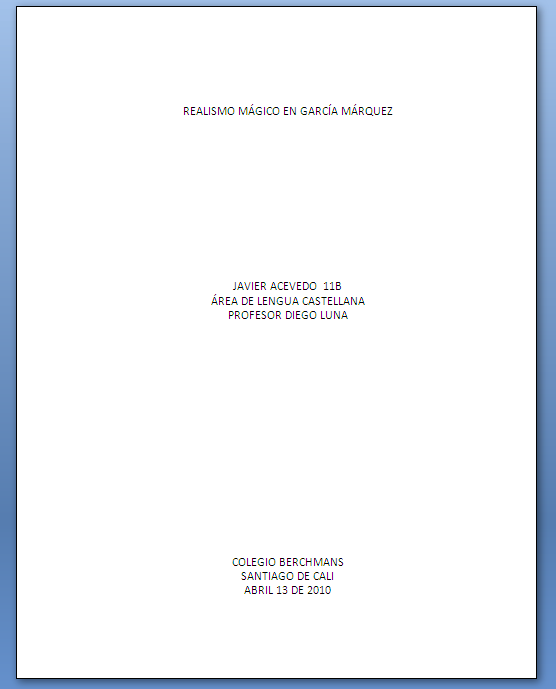 REALISMO MÁGICO EN GARCÍA MÁRQUEZ
JAVIER ACEVEDO  11B
ÁREA DE LENGUA CASTELLANA
PROFESOR DIEGO LUNA
COLEGIO BERCHMANS
SANTIAGO DE CALI
ABRIL 13 DE 2010